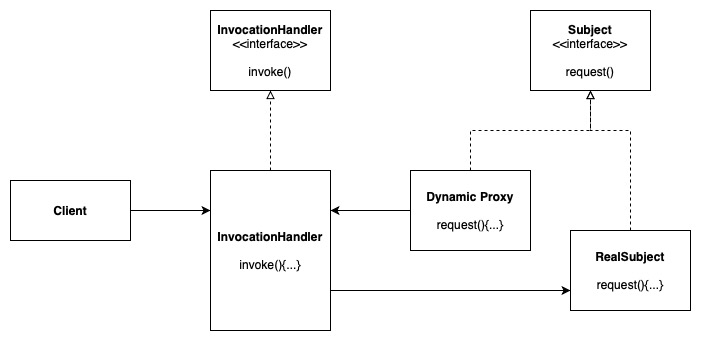 InvocationHandler
<<interface>>
invoke()
Subject
<<interface>>
request()
Client
InvocationHandler
invoke(){...}
Dynamic Proxy
request(){...}
RealSubject
request(){...}